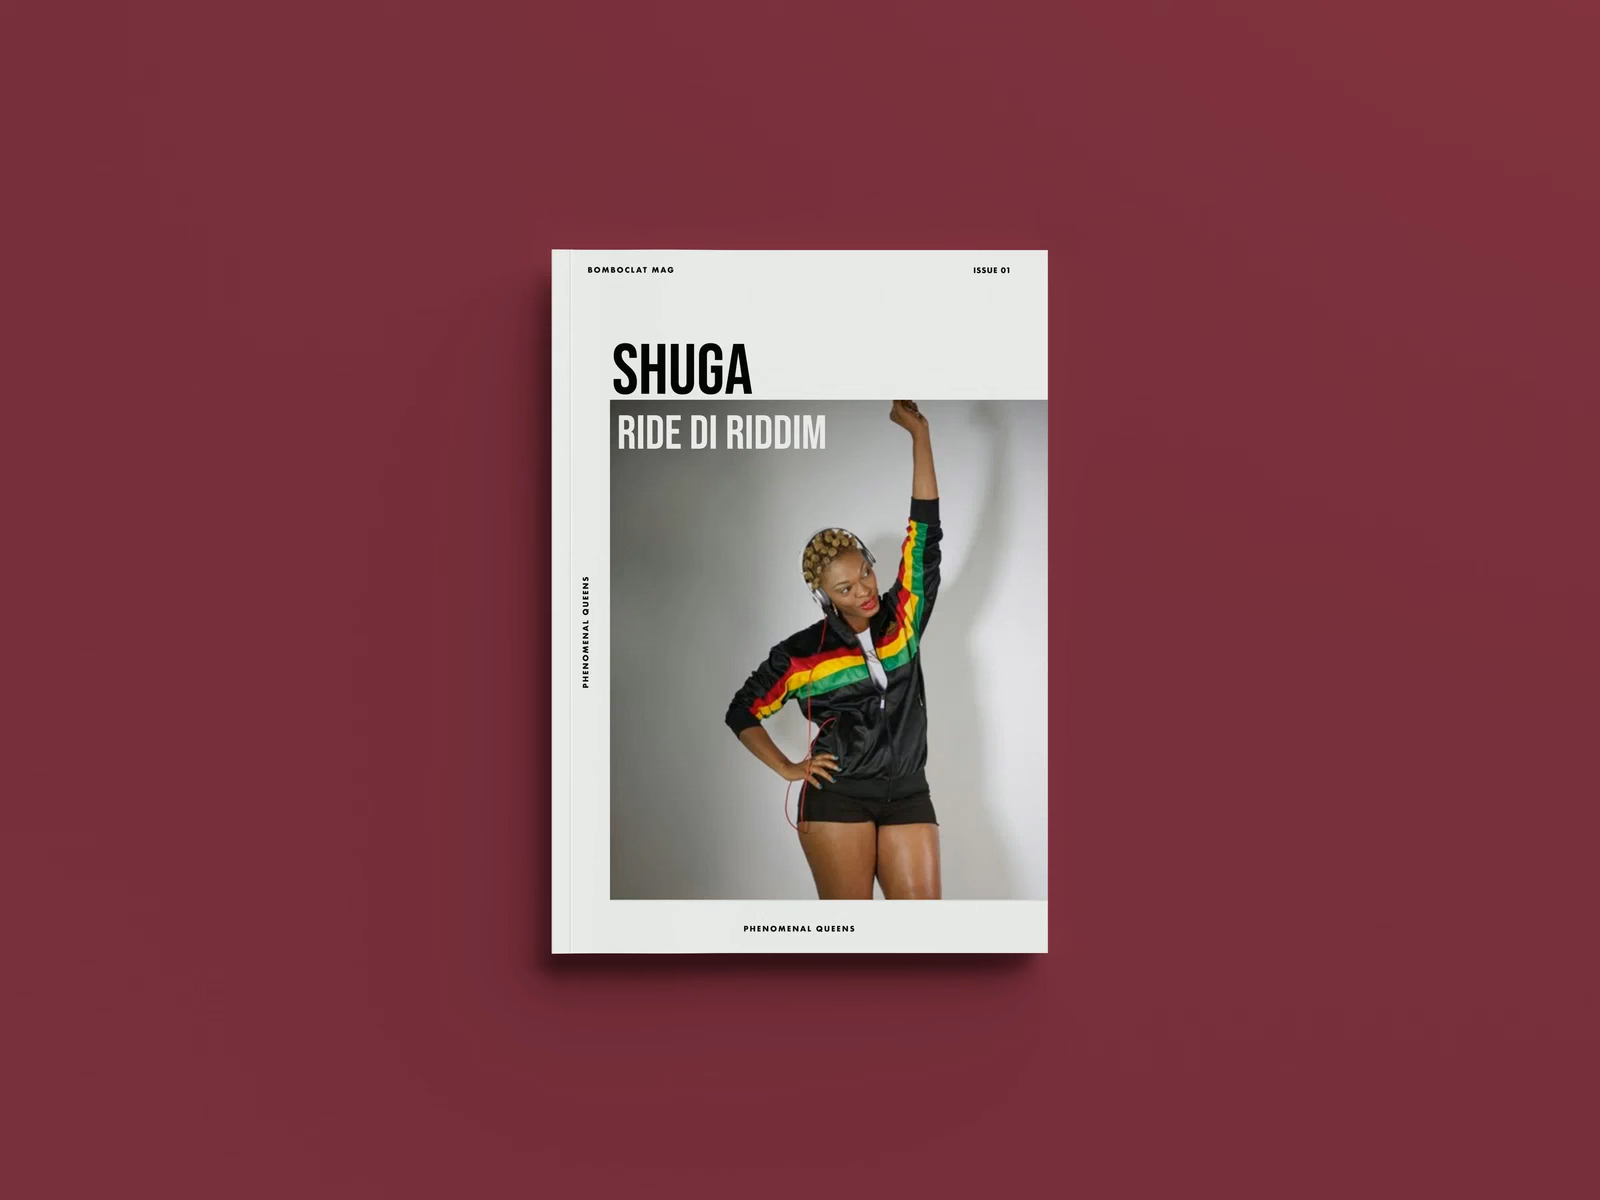 BOMBOCLAT MAG
ISSUE 01
SHUGA
RIDE DI RIDDIM
PHENOMENAL QUEENS
PHENOMENAL QUEENS